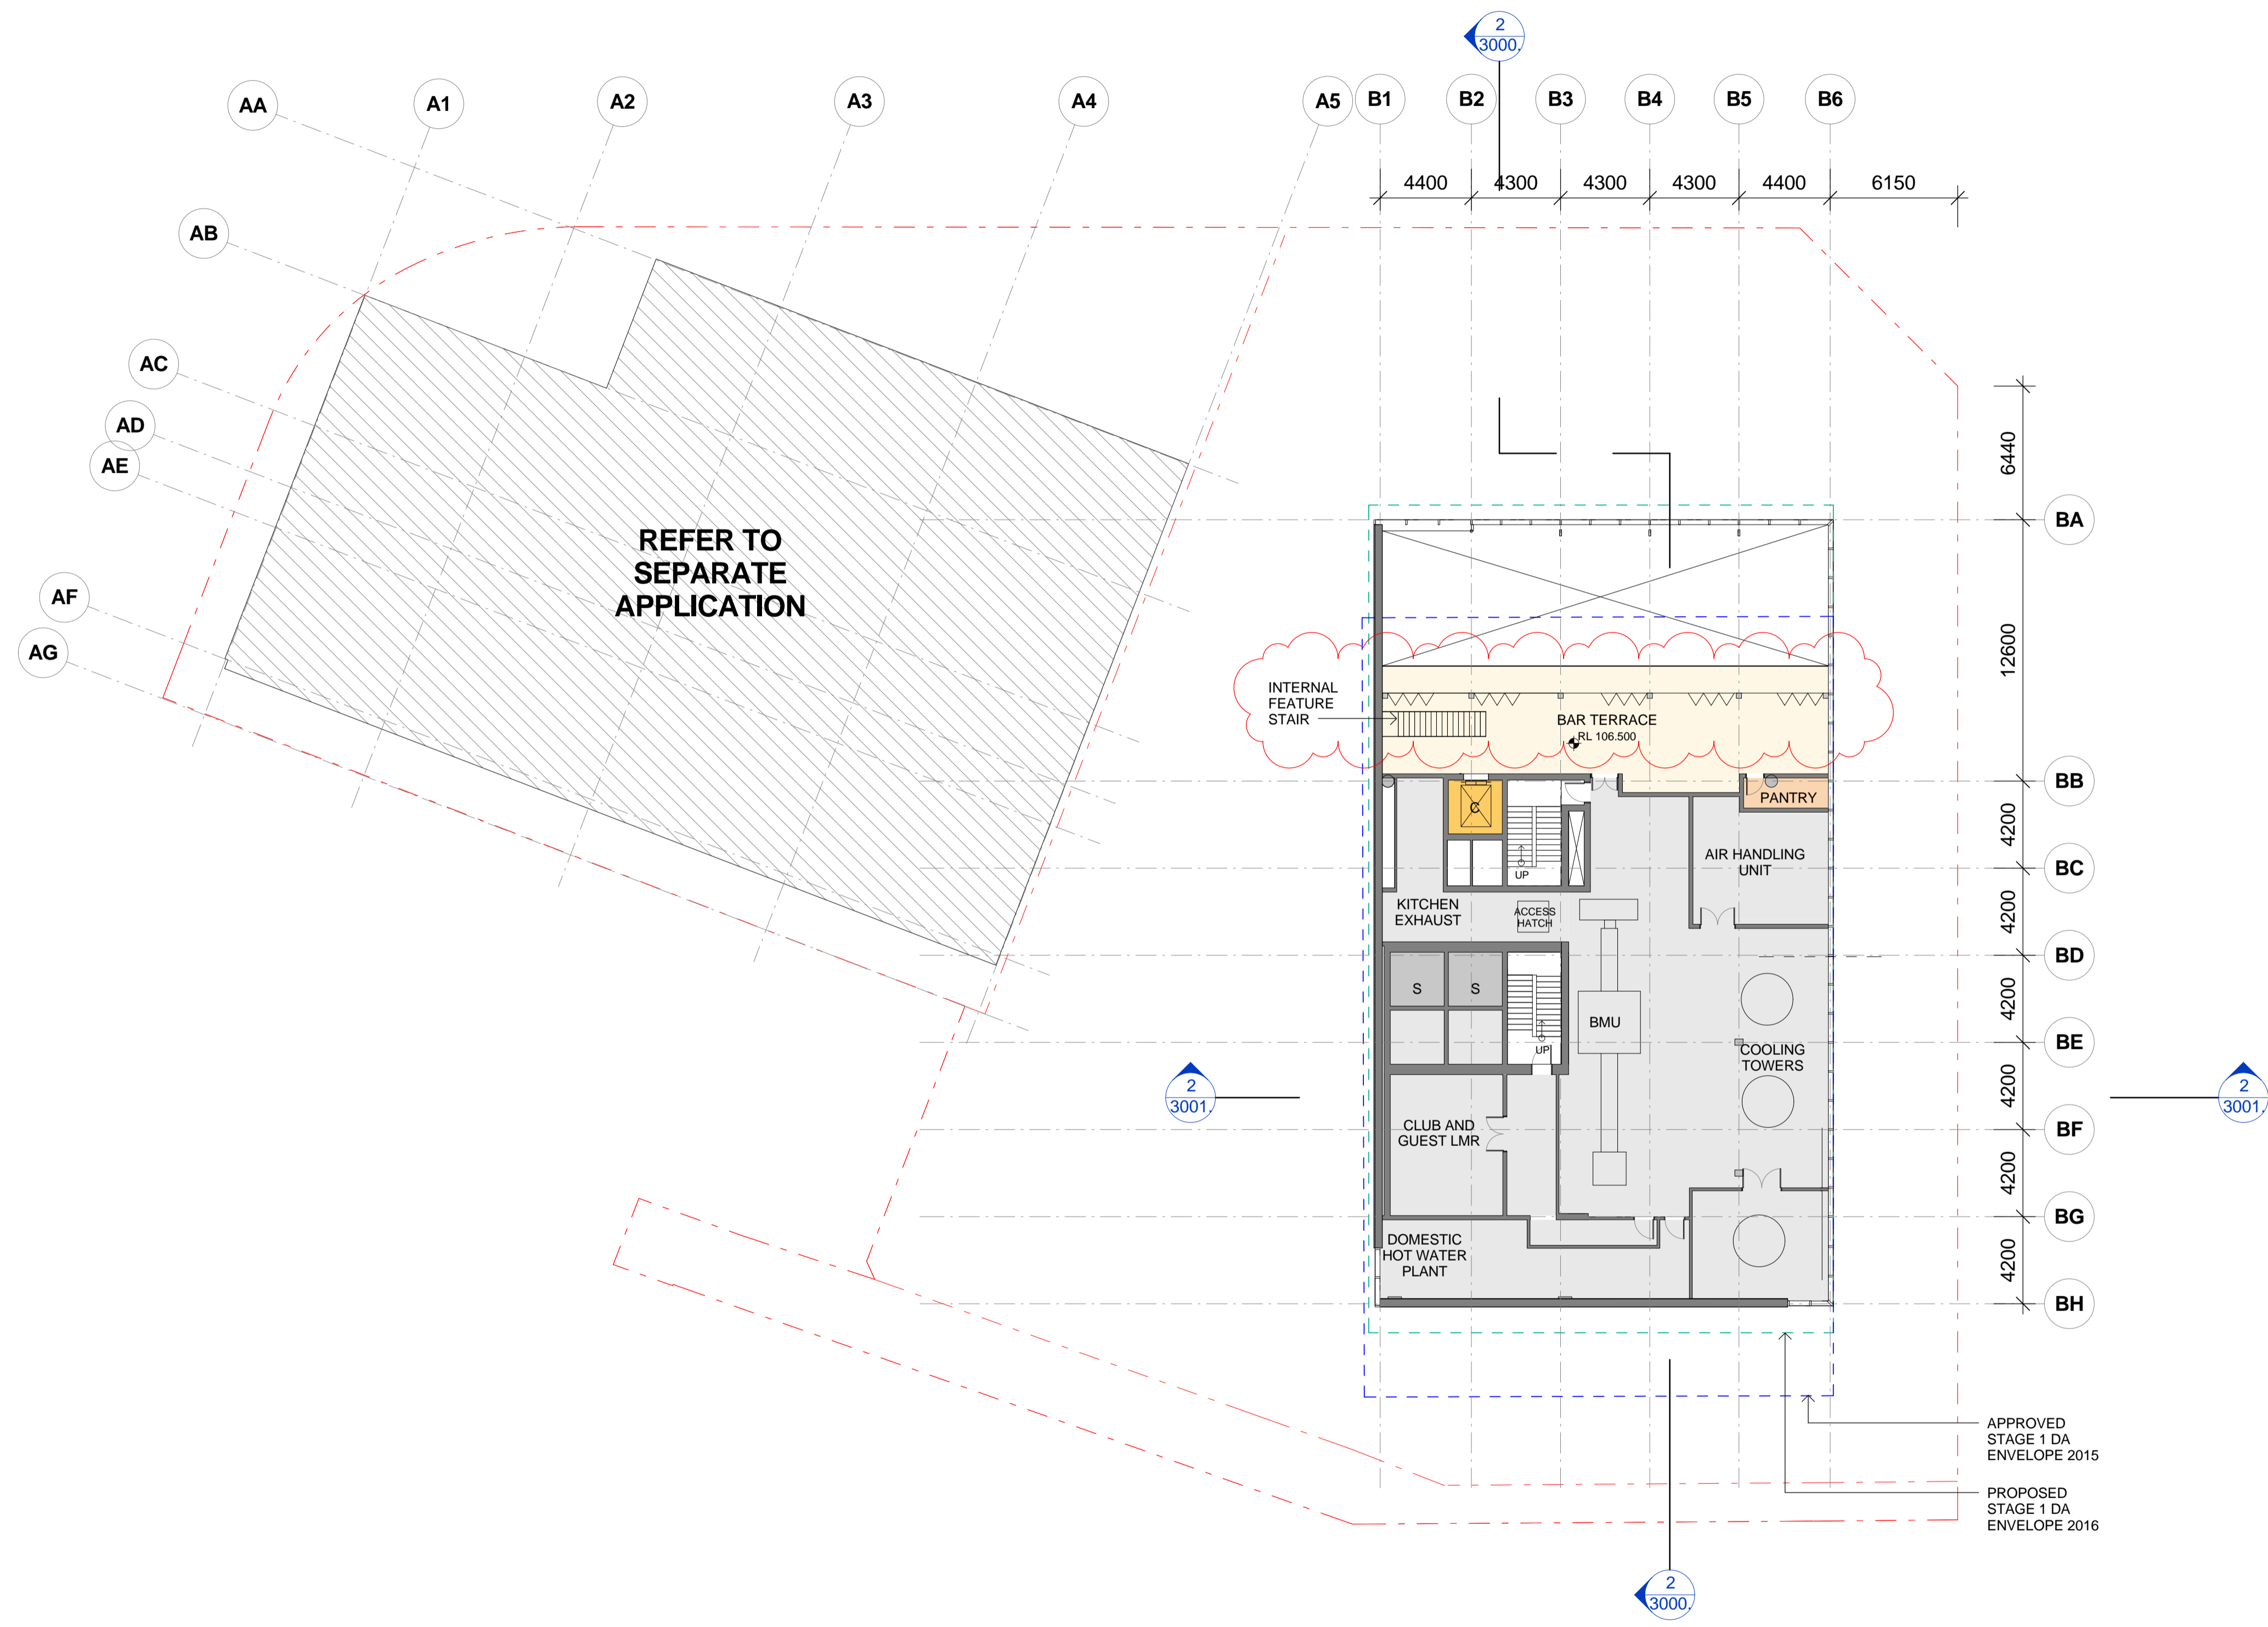 2
3000.
AA
A1
A2
A3
A4
A5
B1
B2
B3
B4
B5
B6
4400
4300
4300
4300
4400
6150
AB
AC
AD
AE
AF
AG
REFER TO
SEPARATE
APPLICATION
6440
BA
12600
INTERNAL
FEATURE
STAIR
BAR TERRACE
RL 106.500
BB
C
PANTRY
4200
UP
AIR HANDLING
UNIT
BC
KITCHEN
EXHAUST
ACCESS
HATCH
4200
BD
S
S
BMU
4200
UP
COOLING
TOWERS
BE
4200
2
3001.
2
3001.
CLUB AND
GUEST LMR
BF
4200
BG
DOMESTIC
HOT WATER
PLANT
4200
BH
APPROVED
STAGE 1 DA
ENVELOPE 2015
PROPOSED
STAGE 1 DA
ENVELOPE 2016
2
3000.